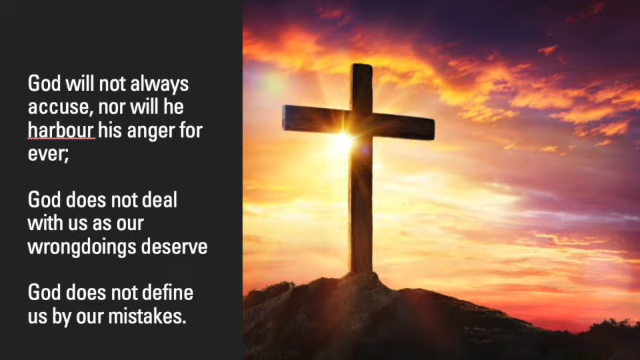 God will not always
accuse, nor will he
harbour his anger for
ever;
God does not deal
with us as our
wrongdoings deserve
God does not define
us by our mistakes.